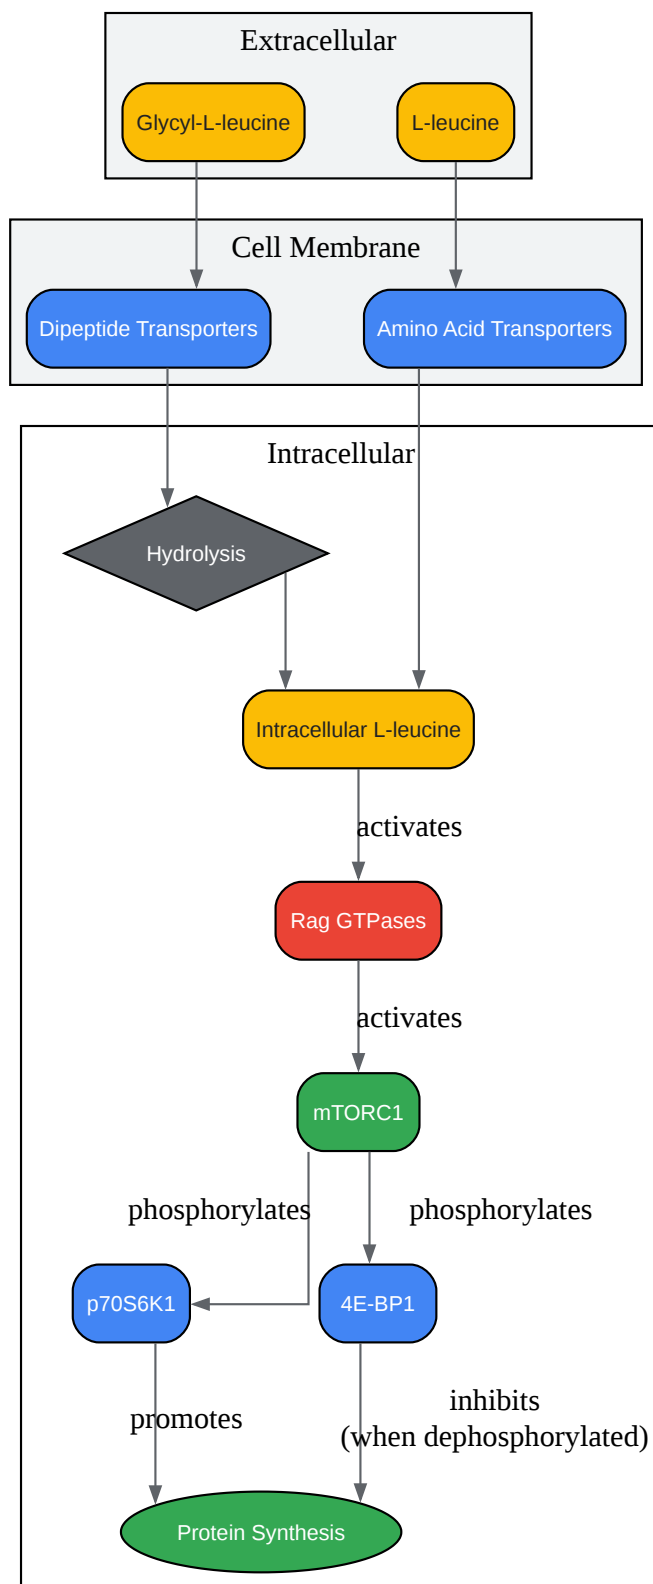 Extracellular
Glycyl-L-leucine
L-leucine
Cell Membrane
Dipeptide Transporters
Amino Acid Transporters
Intracellular
Hydrolysis
Intracellular L-leucine
activates
Rag GTPases
activates
mTORC1
phosphorylates
phosphorylates
p70S6K1
4E-BP1
promotes
inhibits
(when dephosphorylated)
Protein Synthesis